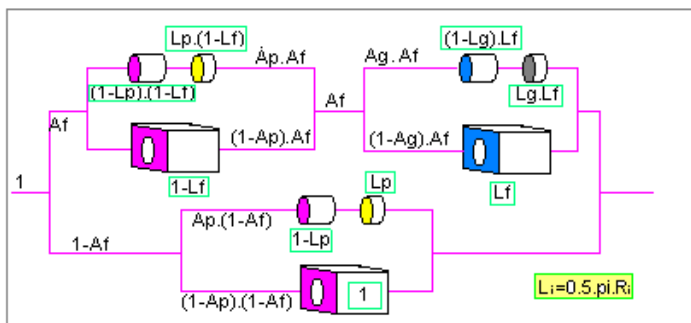 Lp.(1-Lf)
Ap.Af
Ag.Af
(1-Lg).Lf
(1-Lp).(1-Lf)
Lg.Lf
Af
Af
(1-Ap).Af
(1-Ag).Af
1-Lf
Lf
1
Lp
Ap.(1-Af)
1-Lp
1-Af
(1-Ap).(1-Af)
1
Li=0.5.pi.Ri